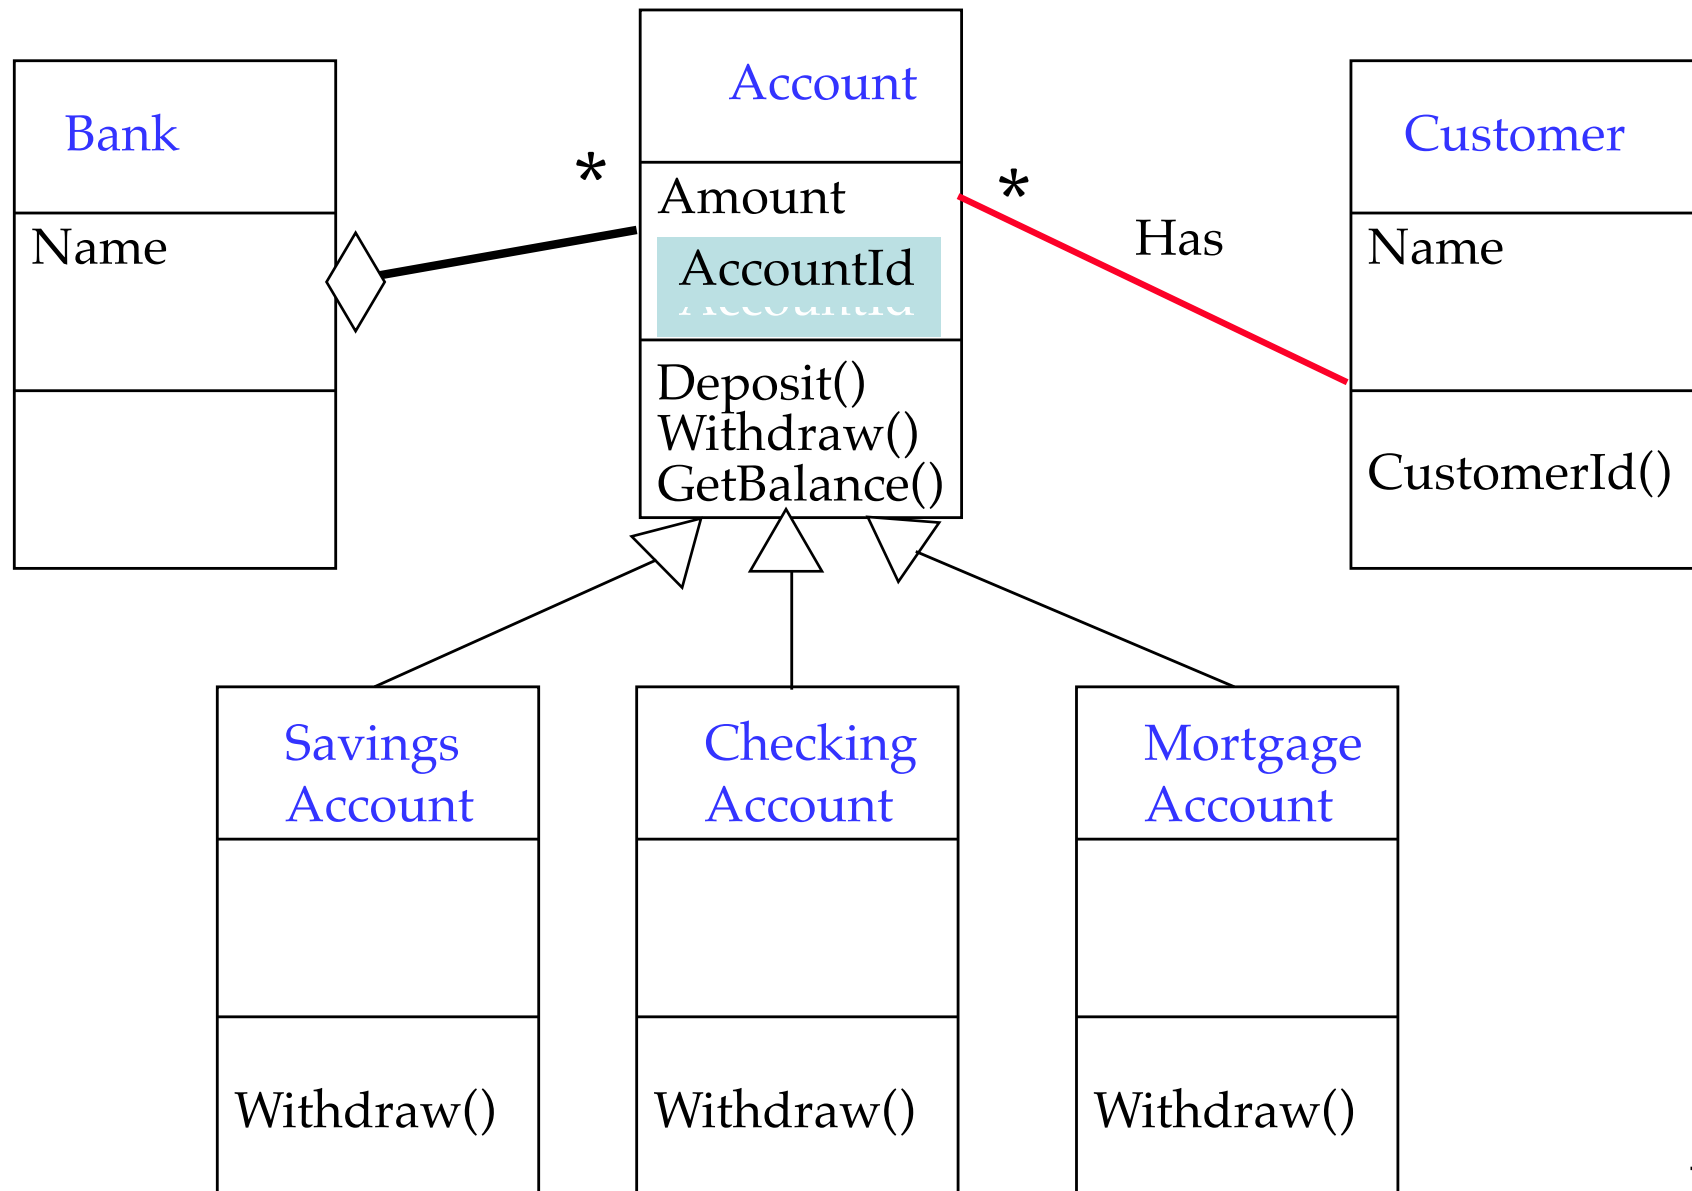 Bank
Name
*
Account
Amount
AccountId
AccountId
Deposit()
Withdraw()
GetBalance()
*
Has
Customer
Name
CustomerId()
Savings
Account
Withdraw()
Checking
Account
Withdraw()
Mortgage
Account
Withdraw()